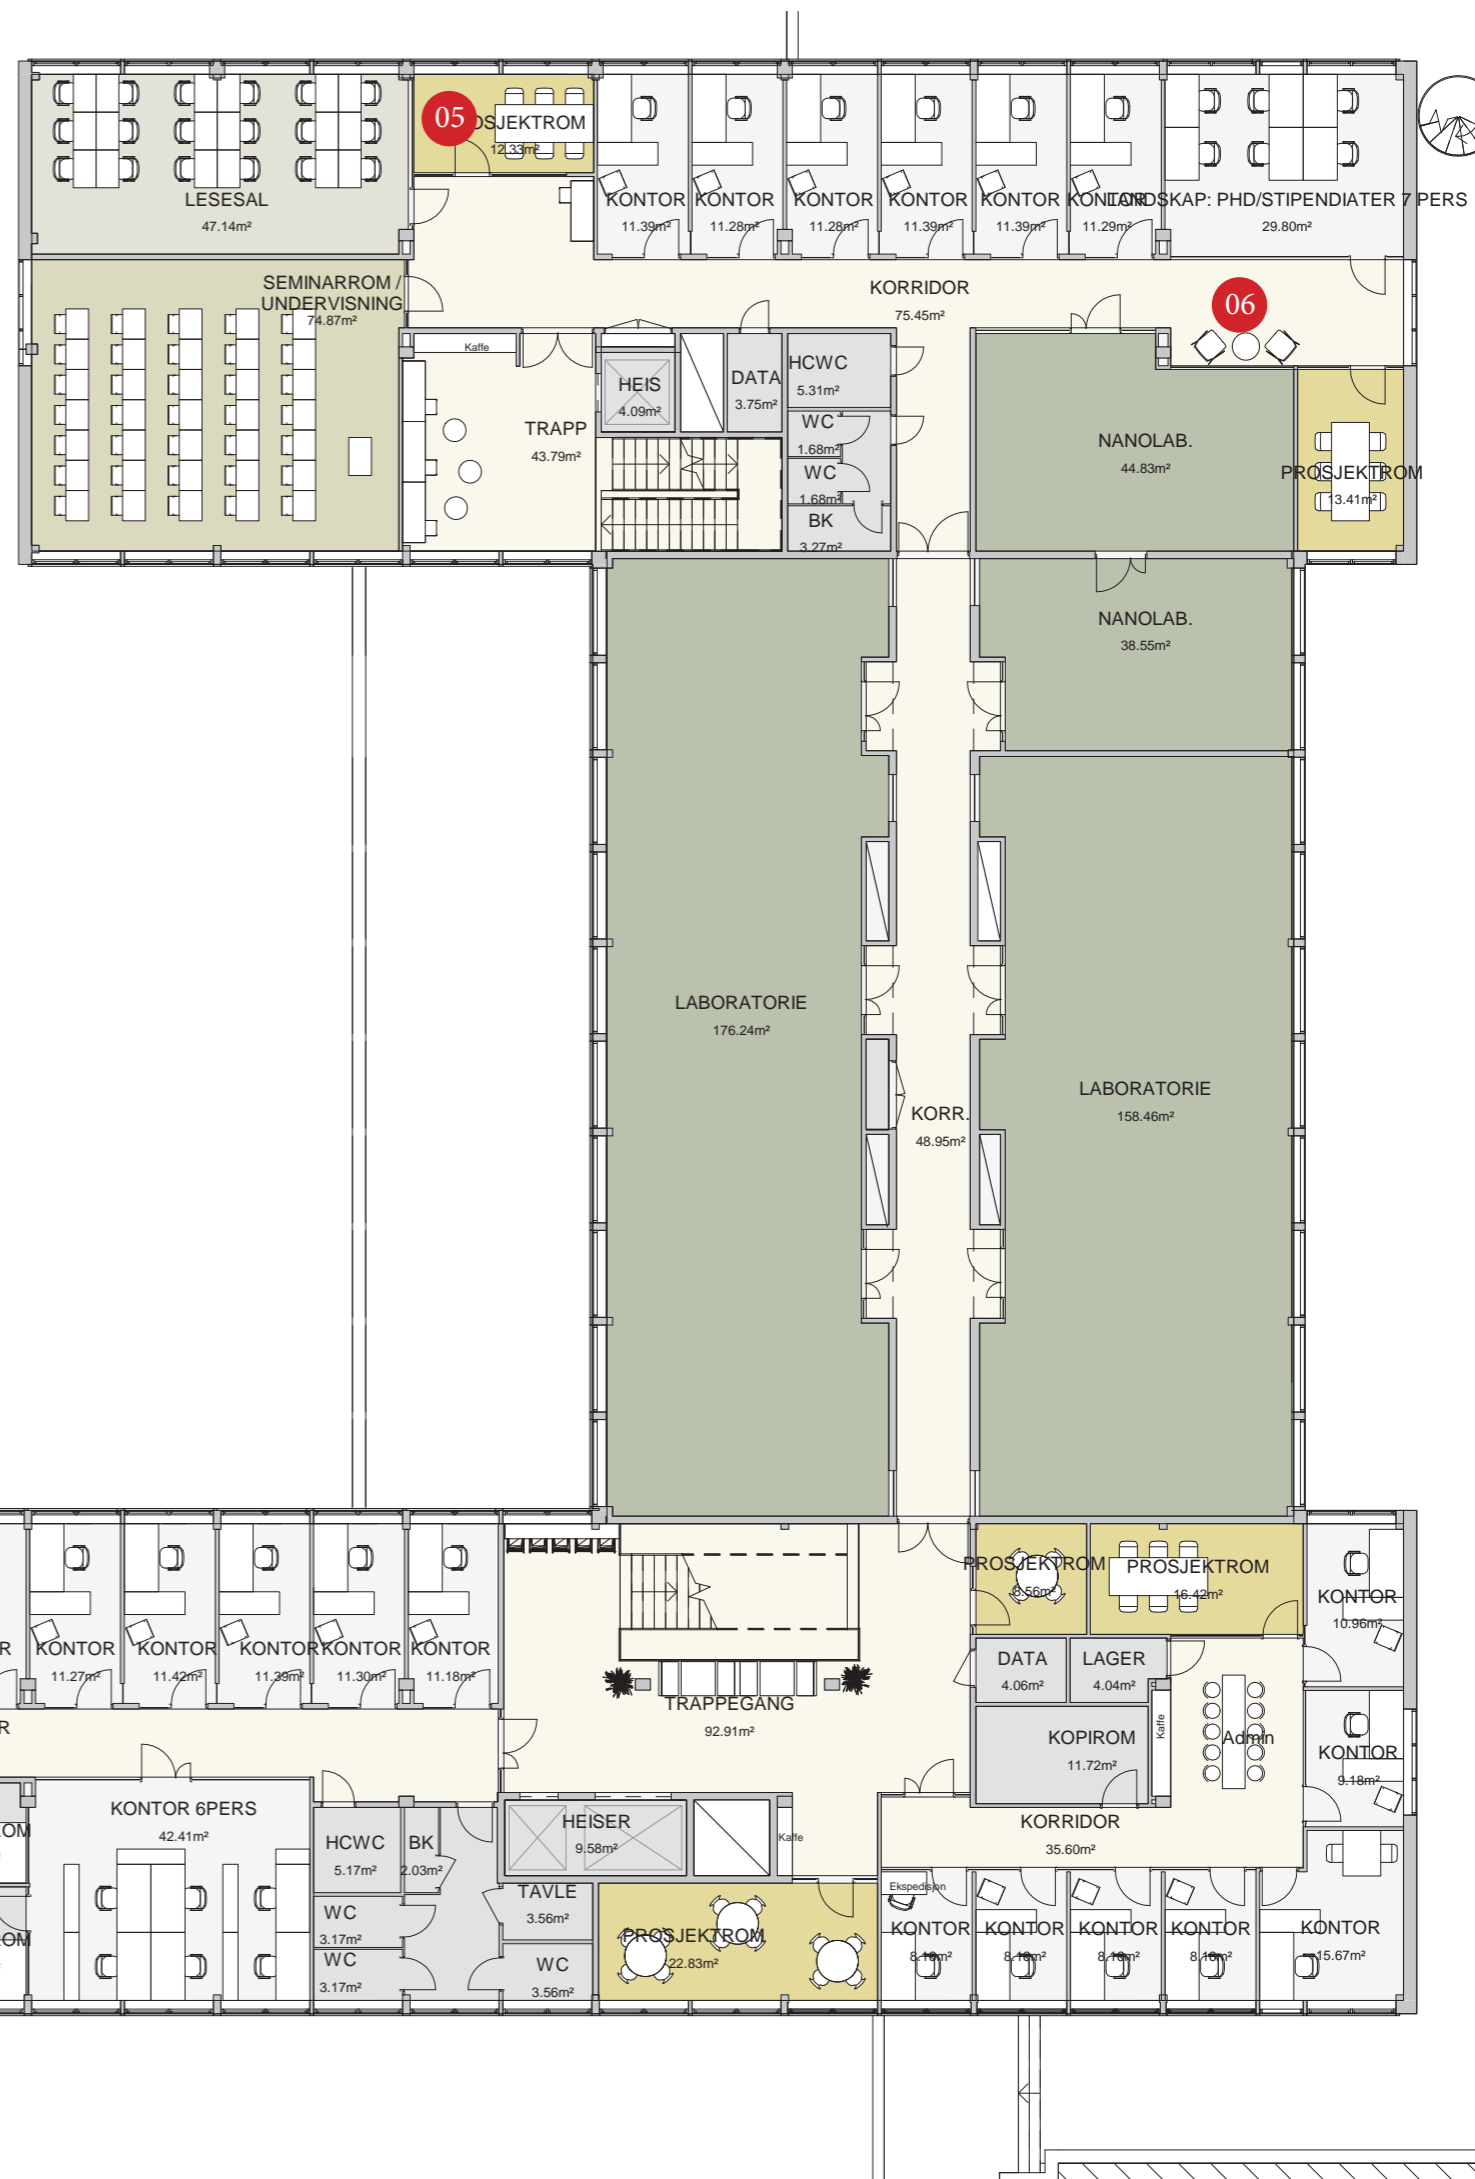 05
OSJEKTROM
12.33m²
LESESAL
47.14m²
KONTOR
11.39m²
KONTOR
11.28m²
KONTOR
11.28m²
KONTOR
11.39m²
KONTOR
11.39m²
KONTOR
11.29m²
LANDSKAP: PHD/STIPENDIATER 7 PERS
29.80m²
SEMINARROM /
UNDERVISNING
74.87m²
KORRIDOR
75.45m²
06
Kaffe
HEIS
4.09m²
DATA
3.75m²
HCWC
5.31m²
TRAPP
43.79m²
WC
1.68m²
WC
1.68m²
BK
3.27m²
NANOLAB.
44.83m²
PROSJEKTROM
13.41m²
NANOLAB.
38.55m²
LABORATORIE
176.24m²
LABORATORIE
158.46m²
KORR.
48.95m²
PROSJEKTROM
8.56m²
PROSJEKTROM
16.42m²
KONTOR
10.96m²
R
KONTOR
11.27m²
KONTOR
11.42m²
KONTOR
11.39m²
KONTOR
11.30m²
KONTOR
11.18m²
DATA
4.06m²
LAGER
4.04m²
TRAPPEGANG
92.91m²
R
KOPIROM
11.72m²
Kaffe
Admin
KONTOR
9.18m²
KONTOR 6PERS
42.41m²
OM
HCWC
5.17m²
BK
2.03m²
HEISER
9.58m²
Kaffe
KORRIDOR
35.60m²
TAVLE
3.56m²
Ekspedisjon
WC
3.17m²
OM
WC
3.17m²
WC
3.56m²
PROSJEKTROM
22.83m²
KONTOR
KONTOR
KONTOR
KONTOR
KONTOR
15.67m²